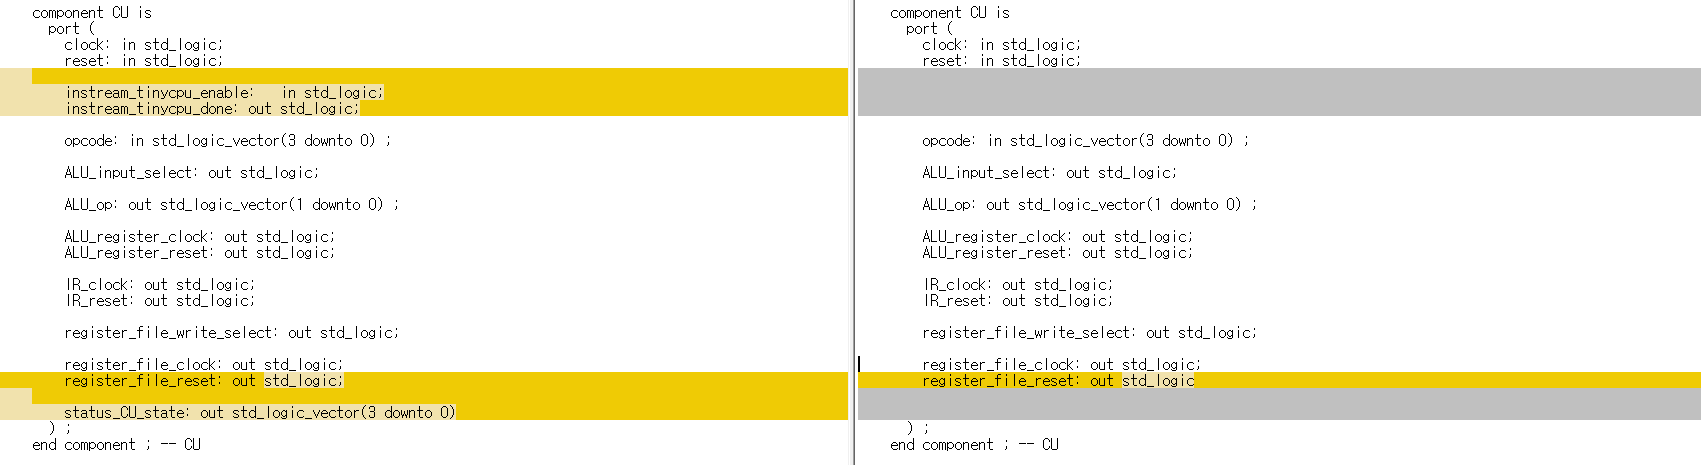 component CU is
port (
clock: in std_logic;
reset: in std_logic;
instream_tinycpu_enable:   in std_logic;
instream_tinycpu_done: out std_logic;
opcode: in std_logic_vector(3 downto 0) ;
ALU_input_select: out std_logic;
ALU_op: out std_logic_vector(1 downto 0) ;
ALU_register_clock: out std_logic;
ALU_register_reset: out std_logic;
IR_clock: out std_logic;
IR_reset: out std_logic;
register_file_write_select: out std_logic;
register_file_clock: out std_logic;
register_file_reset: out std_logic;
status_CU_state: out std_logic_vector(3 downto 0)
) ;
end component ; -- CU
component CU is
port (
clock: in std_logic;
reset: in std_logic;
opcode: in std_logic_vector(3 downto 0) ;
ALU_input_select: out std_logic;
ALU_op: out std_logic_vector(1 downto 0) ;
ALU_register_clock: out std_logic;
ALU_register_reset: out std_logic;
IR_clock: out std_logic;
IR_reset: out std_logic;
register_file_write_select: out std_logic;
register_file_clock: out std_logic;
register_file_reset: out std_logic
) ;
end component ; -- CU